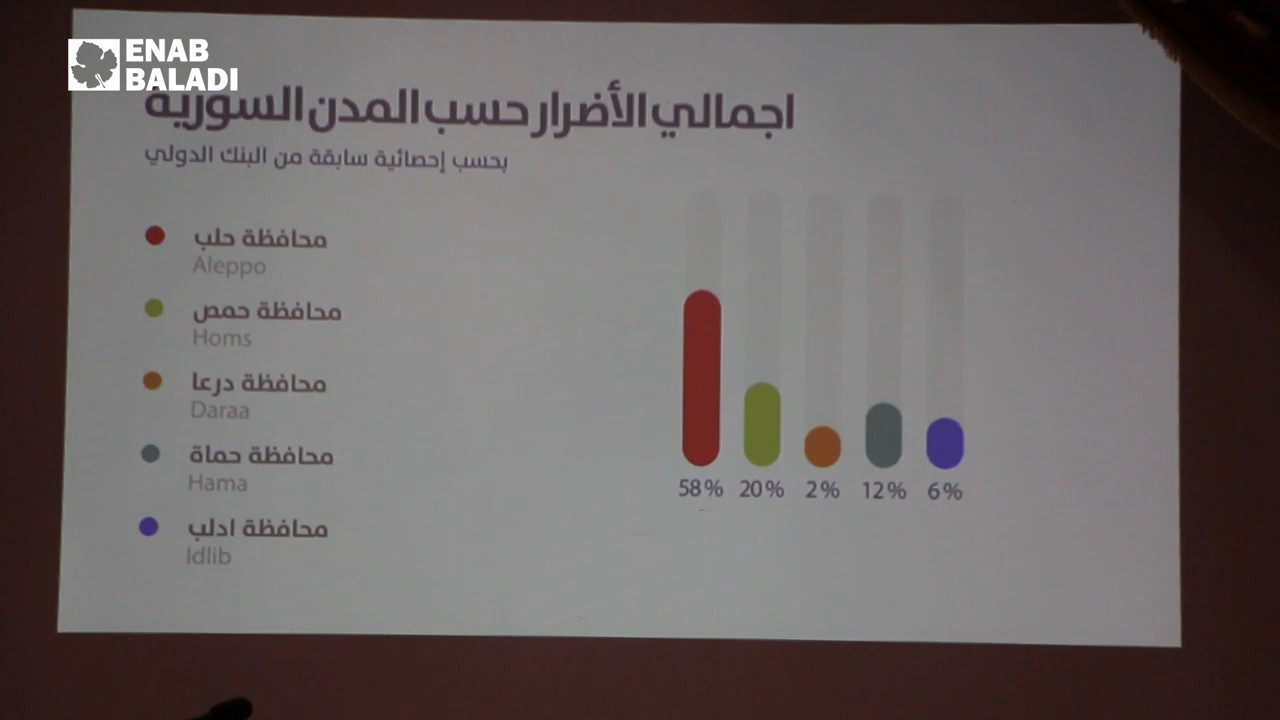 ENAB
BALADI
اجمالي الأضرار حسب المدن السورية
بحسب إحصائية سابقة من البنك الدولي
محافظة حلب
Aleppo
محافظة حمص
Homs
محافظة درعا
Daraa
محافظة حماة
Hama
محافظة ادلب
Idlib
58% 20% 2% 12% 6%